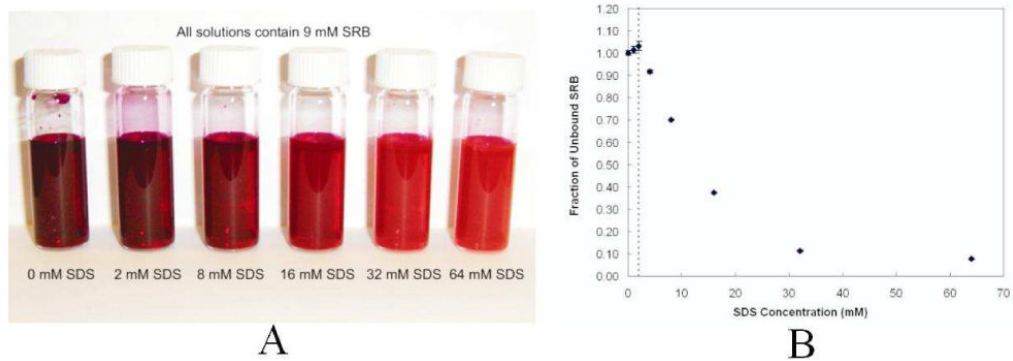 All solutions contain 9 mM SRB
0 mM SDS 2 mM SDS 8 mM SDS 16 mM SDS 32 mM SDS 64 mM SDS
A
1.20
1.10
1.00
0.90
0.80
0.70
0.60
0.50
0.40
0.30
0.20
0.10
0.00
Fraction of Unbound SRB
0 10 20 30 40 50 60 70
SDS Concentration (mM)
B